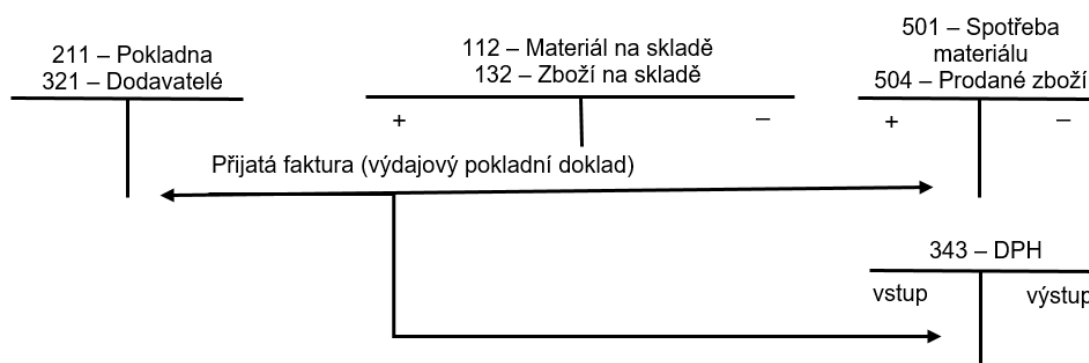 211 – Pokladna
321 – Dodavatelé
112 – Materiál na skladě
132 – Zboží na skladě
501 – Spotřeba
materiálu
504 – Prodané zboží
+ –
+ –
Přijatá faktura (výdajový pokladní doklad)
343 – DPH
vstup výstup